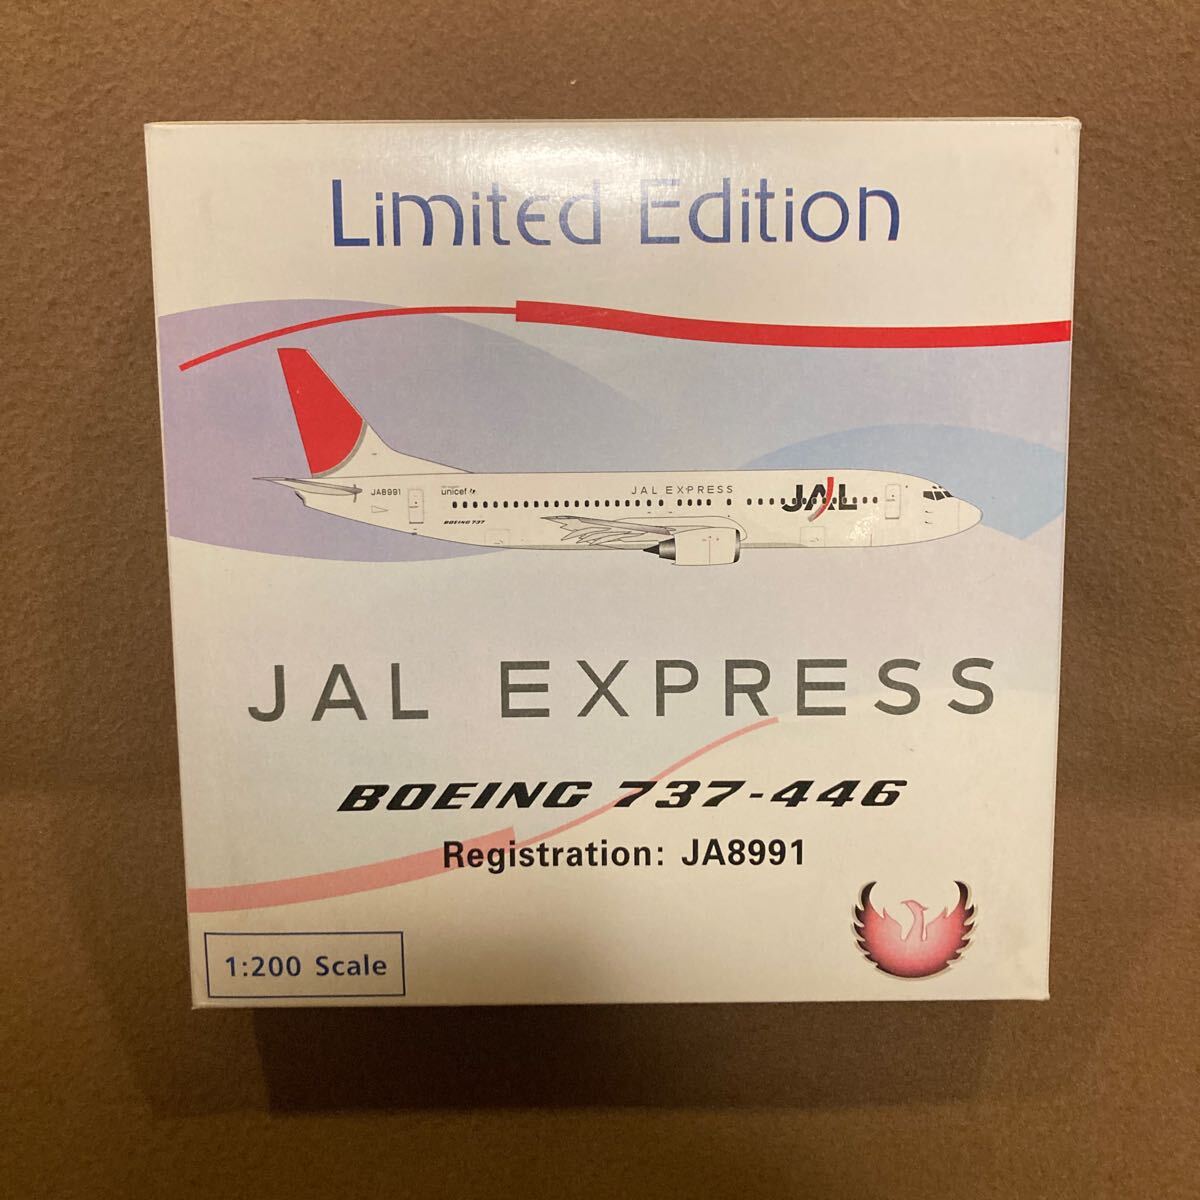 Limited Edition
JA8991
unicef
JAL EXPRESS
JAL
BOEING 737
JAL EXPRESS
BOEING 737-446
Registration: JA8991
1:200 Scale